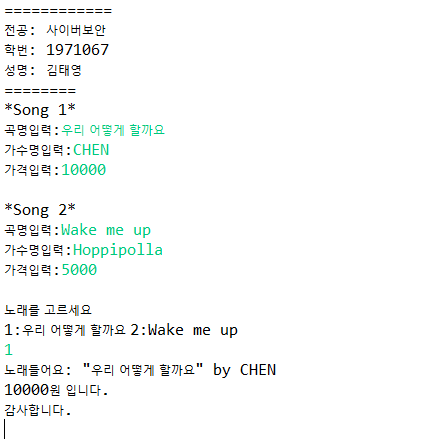 ============
전공: 사이버보안
학번: 1971067
성명: 김태영
========
*Song 1*
곡명입력:우리 어떻게 할까요
가수명입력:CHEN
가격입력:10000
*Song 2*
곡명입력:Wake me up
가수명입력:Hoppipolla
가격입력:5000
노래를 고르세요
1:우리 어떻게 할까요 2:Wake me up
1
노래들어요: "우리 어떻게 할까요" by CHEN
10000원 입니다.
감사합니다.